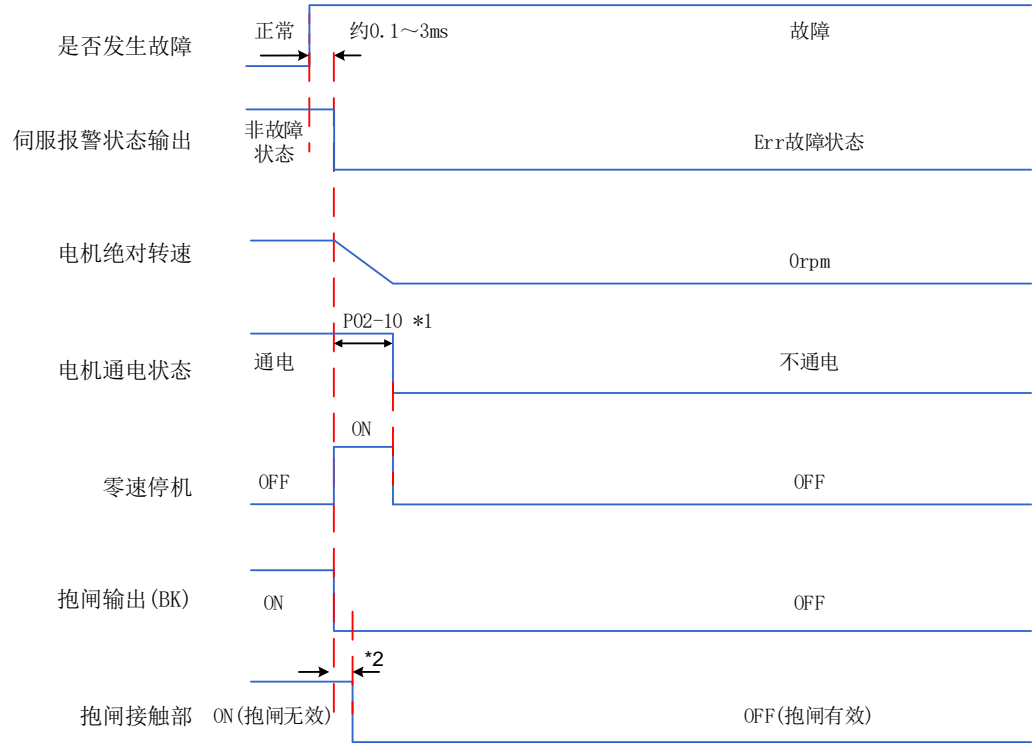 是否发生故障
正常
约0.1～3ms
故障
伺服报警状态输出
非故障
状态
Err故障状态
电机绝对转速
0rpm
电机通电状态
通电
P02-10 *1
不通电
零速停机
OFF
ON
OFF
抱闸输出(BK)
ON
OFF
*2
抱闸接触部
ON(抱闸无效)
OFF(抱闸有效)